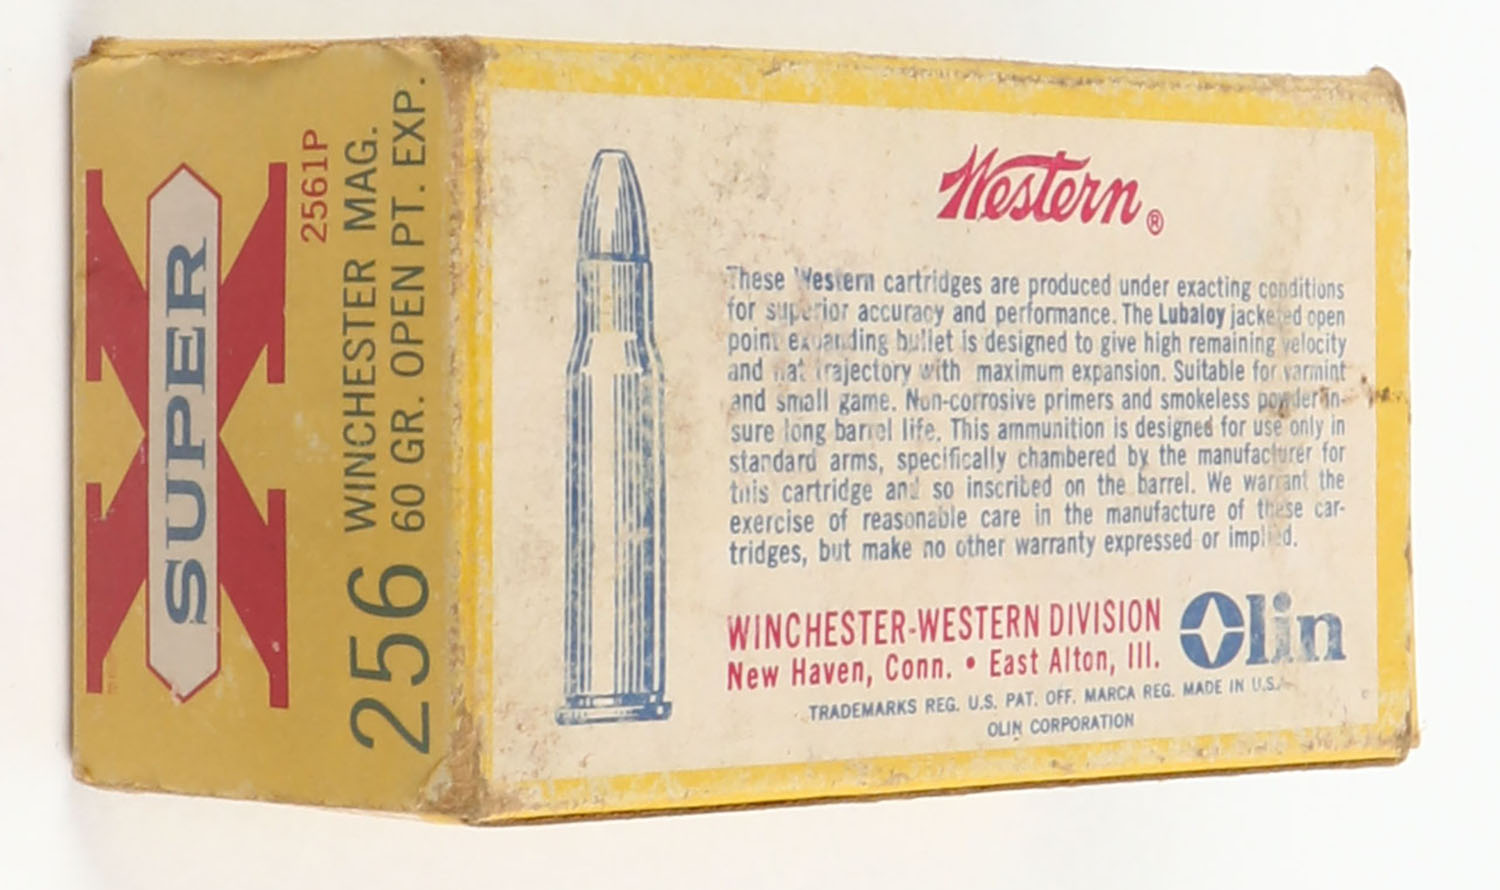 SUPER
X
2561P
256 WINCHESTER MAG.
60 GR. OPEN PT. EXP.
Western®
These Western cartridges are produced under exacting conditions
for superior accuracy and performance. The Lubaloy jacketed open
point expanding bullet is designed to give high remaining velocity
and flat trajectory with maximum expansion. Suitable for varmint
and small game. Non-corrosive primers and smokeless powder in-
sure long barrel life. This ammunition is designed for use only in
standard arms, specifically chambered by the manufacturer for
this cartridge and so inscribed on the barrel. We warrant the
exercise of reasonable care in the manufacture of these car-
tridges, but make no other warranty expressed or implied.
WINCHESTER-WESTERN DIVISION
New Haven, Conn. • East Alton, Ill.
Olin
TRADEMARKS REG. U.S. PAT. OFF. MARCA REG. MADE IN U.S.A.
OLIN CORPORATION